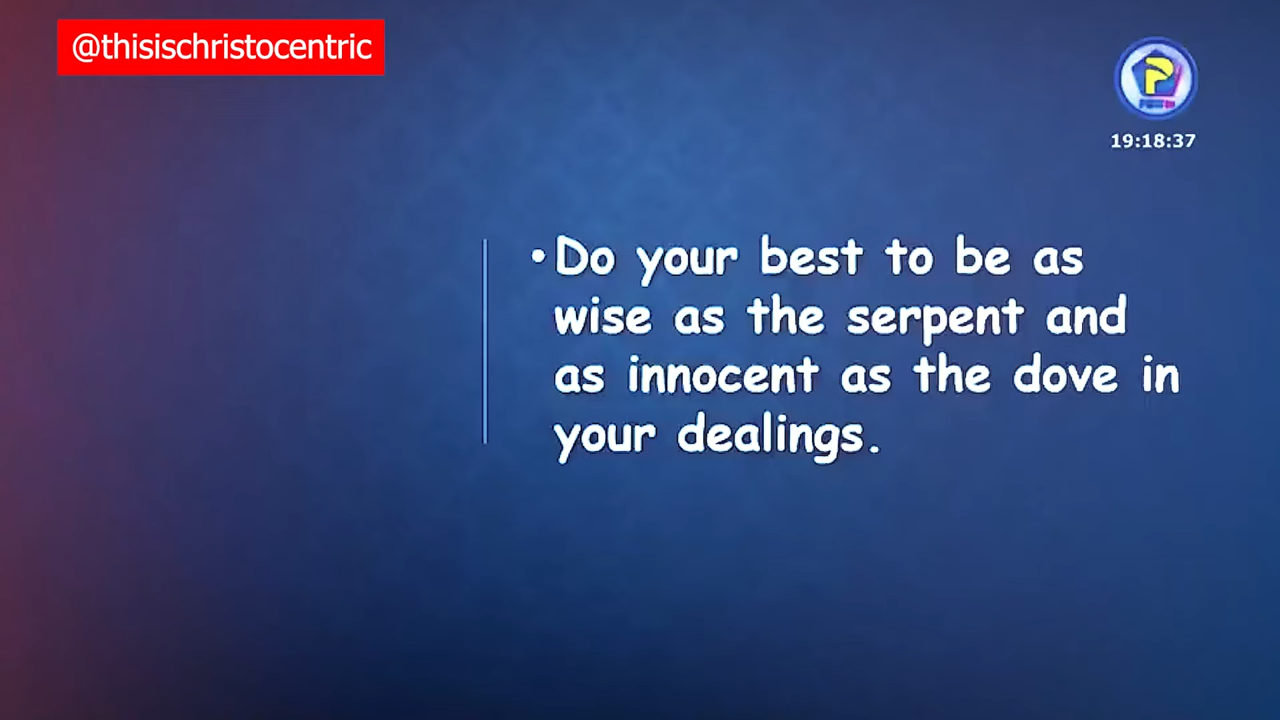 @thisischristocentric
P
19:18:37
•Do your best to be as
wise as the serpent and
as innocent as the dove in
your dealings.